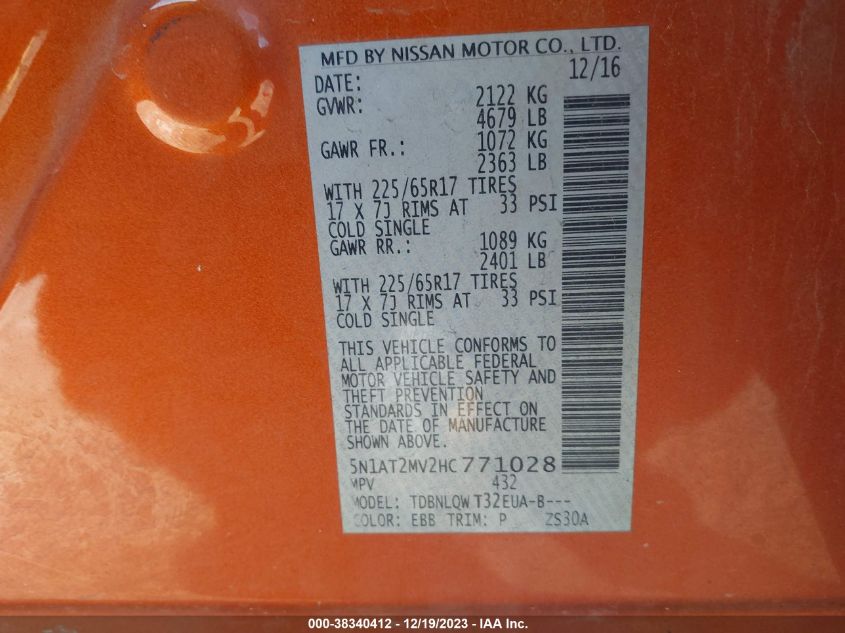 MFD BY NISSAN MOTOR CO., LTD.
DATE: 12/16
GVWR: 2122 KG
4679 LB
GAWR FR.: 1072 KG
2363 LB
WITH 225/65R17 TIRES
17 X 7J RIMS AT 33 PSI
COLD SINGLE
GAWR RR.: 1089 KG
2401 LB
WITH 225/65R17 TIRES
17 X 7J RIMS AT 33 PSI
COLD SINGLE
THIS VEHICLE CONFORMS TO
ALL APPLICABLE FEDERAL
MOTOR VEHICLE SAFETY AND
THEFT PREVENTION
STANDARDS IN EFFECT ON
THE DATE OF MANUFACTURE
SHOWN ABOVE.
5N1AT2MV2HC771028
MPV 432
MODEL: TDBNLQW T32EUA-B---
COLOR: EBB TRIM: P ZS30A
000-38340412 - 12/19/2023 - IAA Inc.